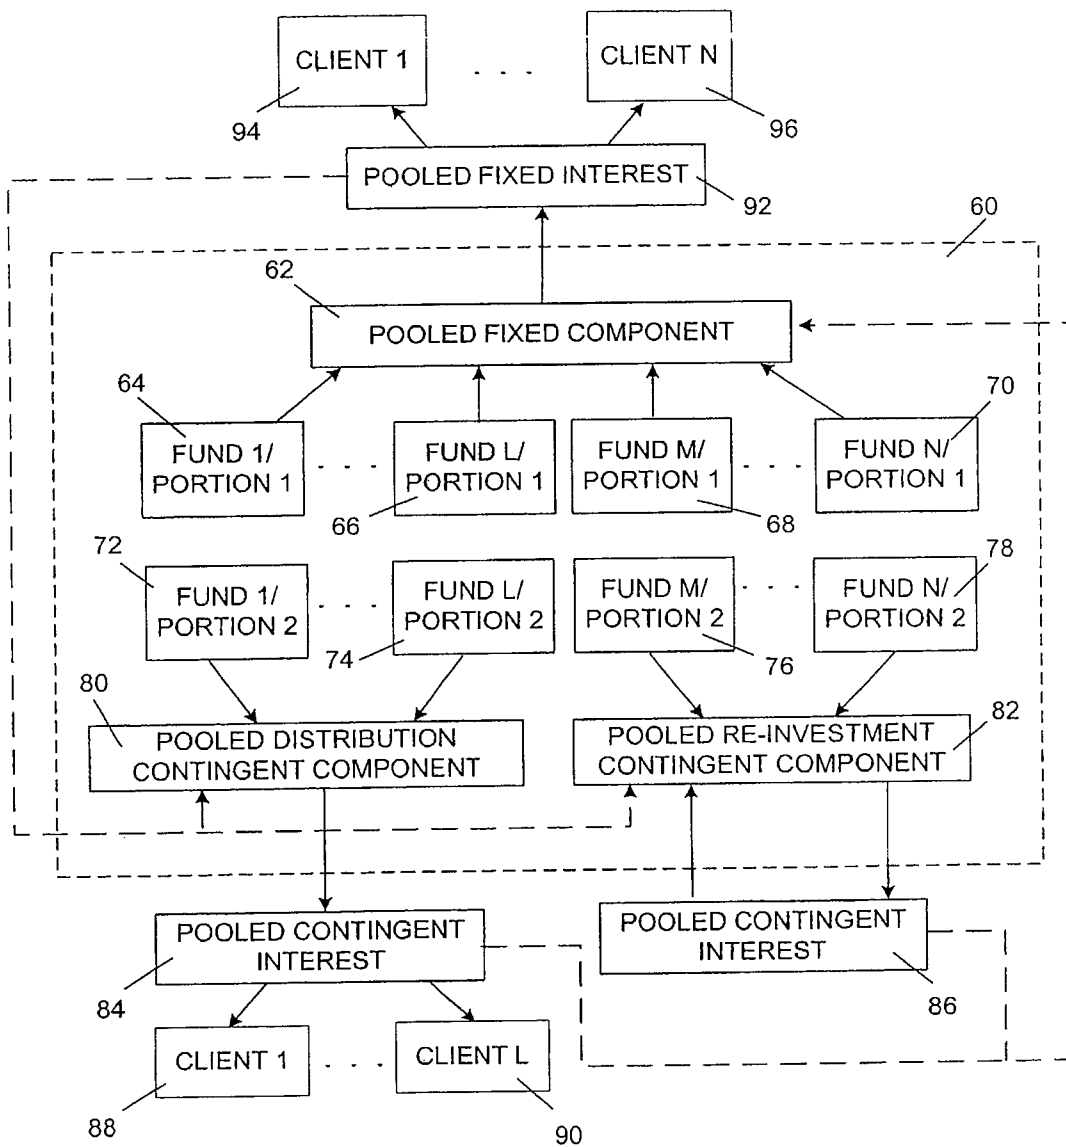 CLIENT 1
. . .
CLIENT N
94
96
POOLED FIXED INTEREST
92
60
62
POOLED FIXED COMPONENT
64
70
FUND 1/
PORTION 1
. . . .
FUND L/
PORTION 1
FUND M/
PORTION 1
. . . .
FUND N/
PORTION 1
66
68
72
78
FUND 1/
PORTION 2
. . . .
FUND L/
PORTION 2
FUND M/
PORTION 2
. . . .
FUND N/
PORTION 2
74
76
80
82
POOLED DISTRIBUTION
CONTINGENT COMPONENT
POOLED RE-INVESTMENT
CONTINGENT COMPONENT
POOLED CONTINGENT
INTEREST
POOLED CONTINGENT
INTEREST
84
86
CLIENT 1
. . .
CLIENT L
88
90